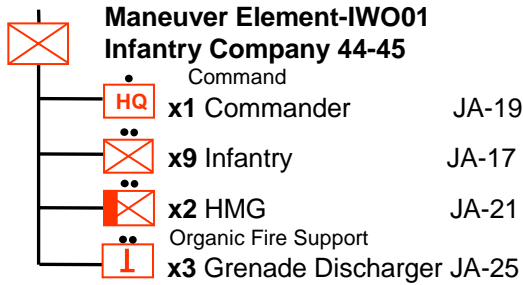 Maneuver Element-IWO01
Infantry Company 44-45
Command
HQ x1 Commander JA-19
x9 Infantry JA-17
x2 HMG JA-21
Organic Fire Support
x3 Grenade Discharger JA-25